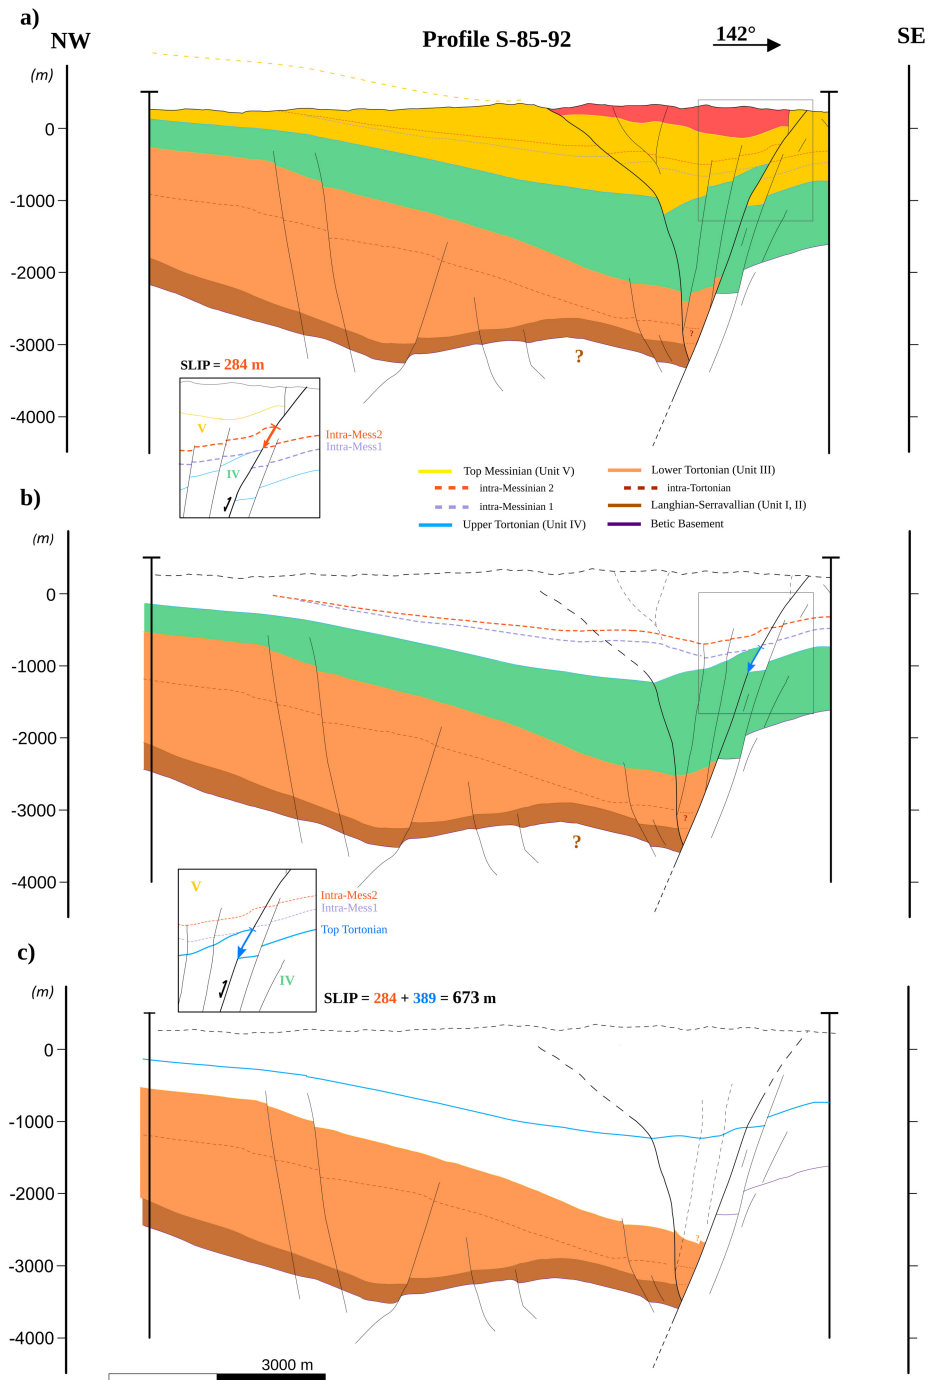 a)
NW
Profile S-85-92
142°
SE
(m)
0
-1000
-2000
-3000
-4000
?
?
SLIP = 284 m
V
IV
Intra-Mess2
Intra-Mess1
Top Messinian (Unit V)
intra-Messinian 2
intra-Messinian 1
Upper Tortonian (Unit IV)
Lower Tortonian (Unit III)
intra-Tortonian
Langhian-Serravallian (Unit I, II)
Betic Basement
b)
(m)
0
-1000
-2000
-3000
-4000
?
?
V
IV
Intra-Mess2
Intra-Mess1
Top Tortonian
SLIP = 284 + 389 = 673 m
c)
(m)
0
-1000
-2000
-3000
-4000
?
3000 m